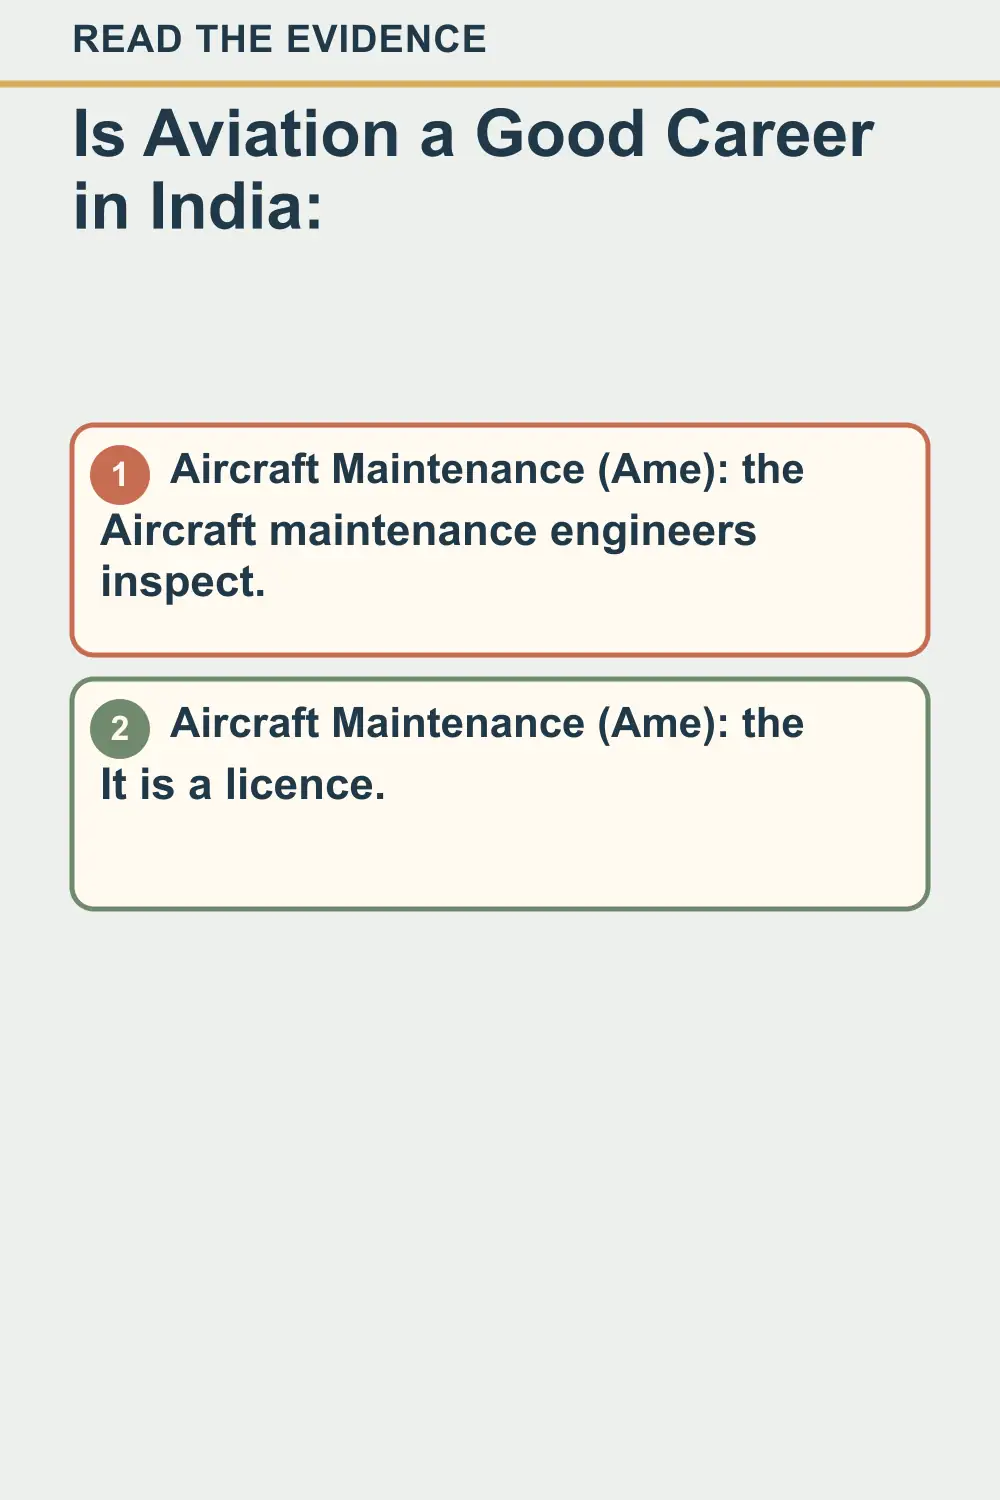 READ THE EVIDENCE
Is Aviation a Good Career
in India:
1 Aircraft Maintenance (Ame): the
Aircraft maintenance engineers
inspect.
2 Aircraft Maintenance (Ame): the
It is a licence.